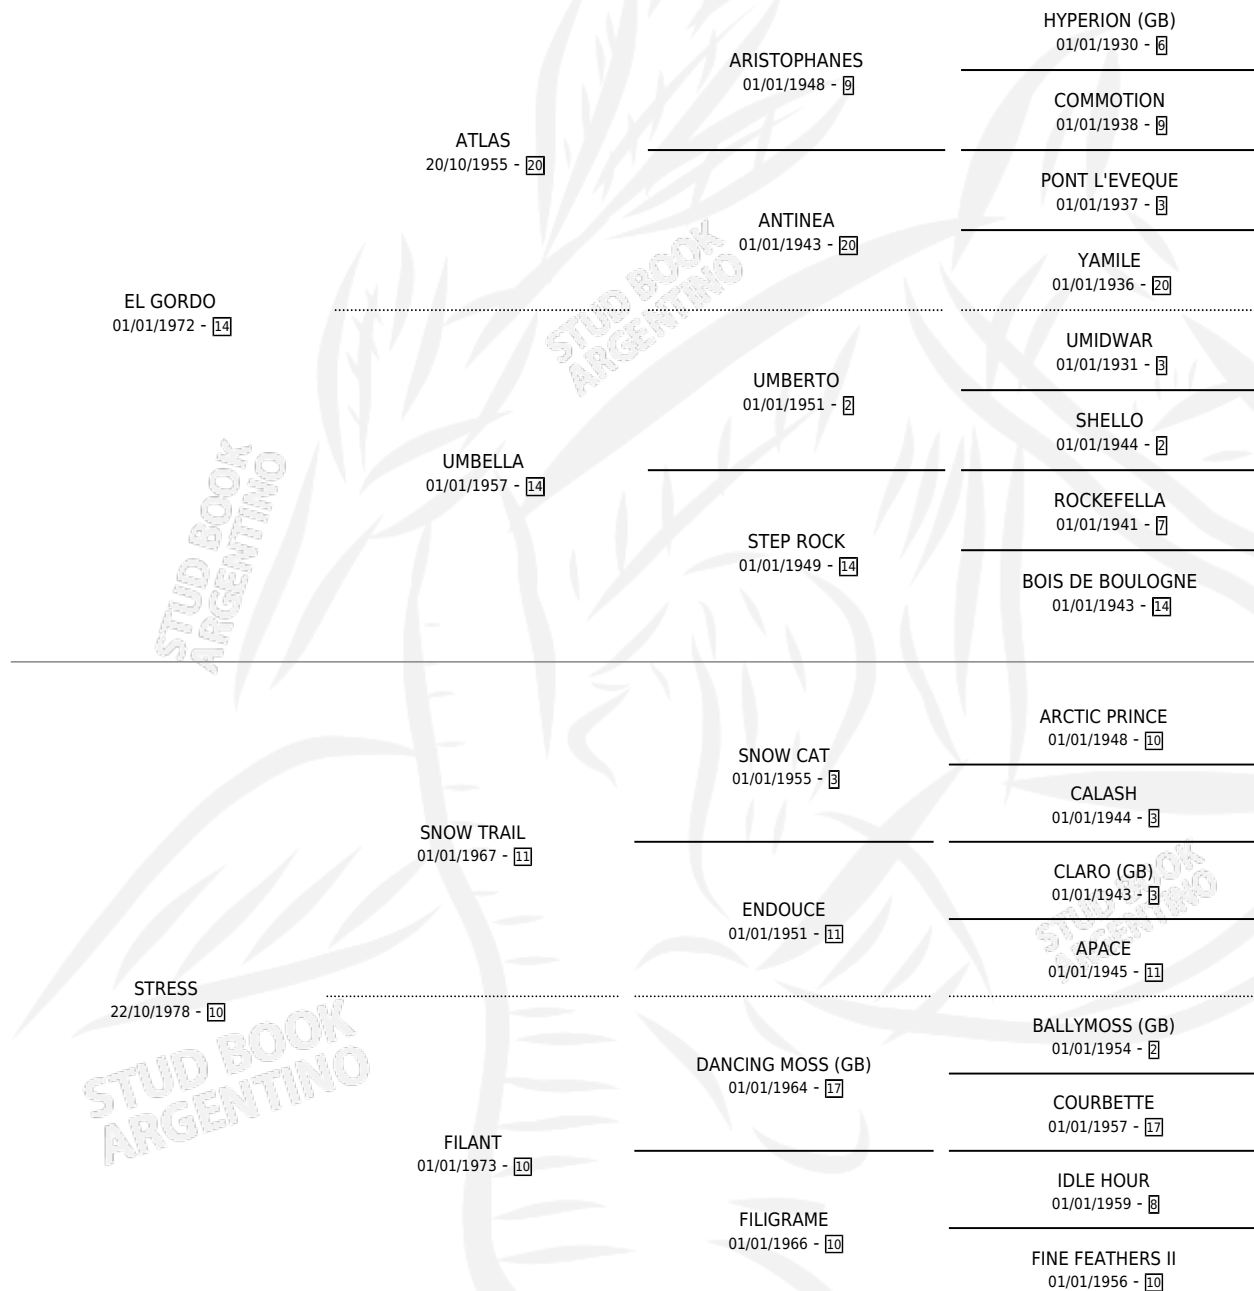 HYPERION (GB)
01/01/1930 - 6
ARISTOPHANES
01/01/1948 - 9
COMMOTION
01/01/1938 - 9
ATLAS
20/10/1955 - 20
PONT L'EVEQUE
01/01/1937 - 3
ANTINEA
01/01/1943 - 20
YAMILE
01/01/1936 - 20
EL GORDO
01/01/1972 - 14
STUD BOOK
ARGENTINO
UMIDWAR
01/01/1931 - 3
UMBERTO
01/01/1951 - 2
SHELLO
01/01/1944 - 2
UMBELLA
01/01/1957 - 14
ROCKEFELLA
01/01/1941 - 7
STEP ROCK
01/01/1949 - 14
BOIS DE BOULOGNE
01/01/1943 - 14
STUD BOOK
ARGENTINO
ARCTIC PRINCE
01/01/1948 - 10
SNOW CAT
01/01/1955 - 3
CALASH
01/01/1944 - 3
SNOW TRAIL
01/01/1967 - 11
CLARO (GB)
01/01/1943 - 3
ENDOUCE
01/01/1951 - 11
APACE
01/01/1945 - 11
STUD BOOK
ARGENTINO
STRESS
22/10/1978 - 10
BALLYMOSS (GB)
01/01/1954 - 2
DANCING MOSS (GB)
01/01/1964 - 17
COURBETTE
01/01/1957 - 17
STUD BOOK
ARGENTINO
FILANT
01/01/1973 - 10
IDLE HOUR
01/01/1959 - 8
FILIGRAME
01/01/1966 - 10
FINE FEATHERS II
01/01/1956 - 10